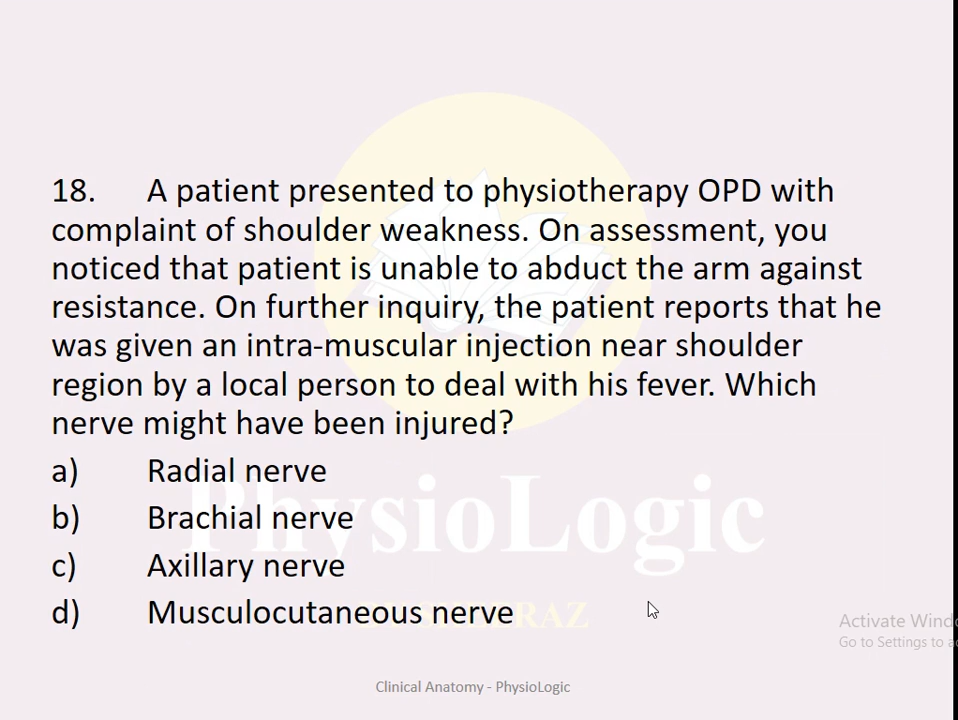 18. A patient presented to physiotherapy OPD with
complaint of shoulder weakness. On assessment, you
noticed that patient is unable to abduct the arm against
resistance. On further inquiry, the patient reports that he
was given an intra-muscular injection near shoulder
region by a local person to deal with his fever. Which
nerve might have been injured?
a) Radial nerve
PhysioLogic
b) Brachial nerve
c) Axillary nerve
d) Musculocutaneous nerve
Activate Windo
Go to Settings to a
Clinical Anatomy - PhysioLogic